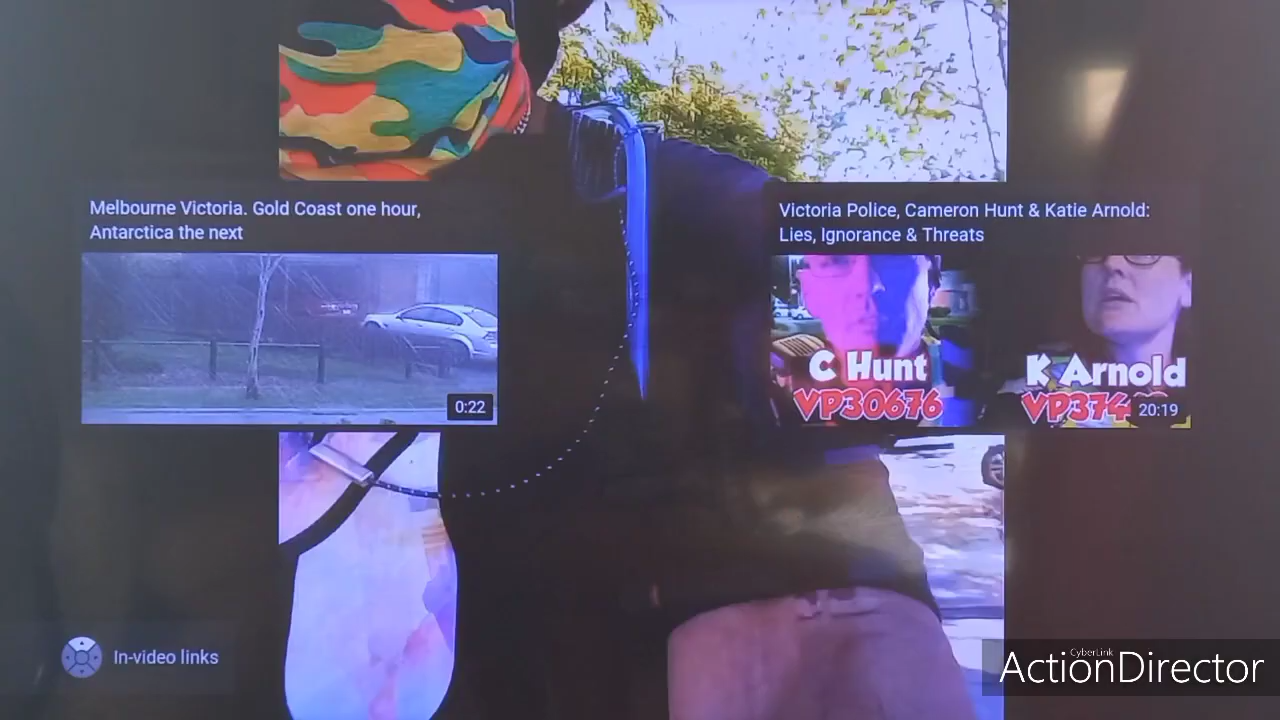 Melbourne Victoria. Gold Coast one hour,
Antarctica the next
0:22
Victoria Police, Cameron Hunt & Katie Arnold:
Lies, Ignorance & Threats
C Hunt
VP30676
K Arnold
VP374
20:19
In-video links
CyberLink
ActionDirector